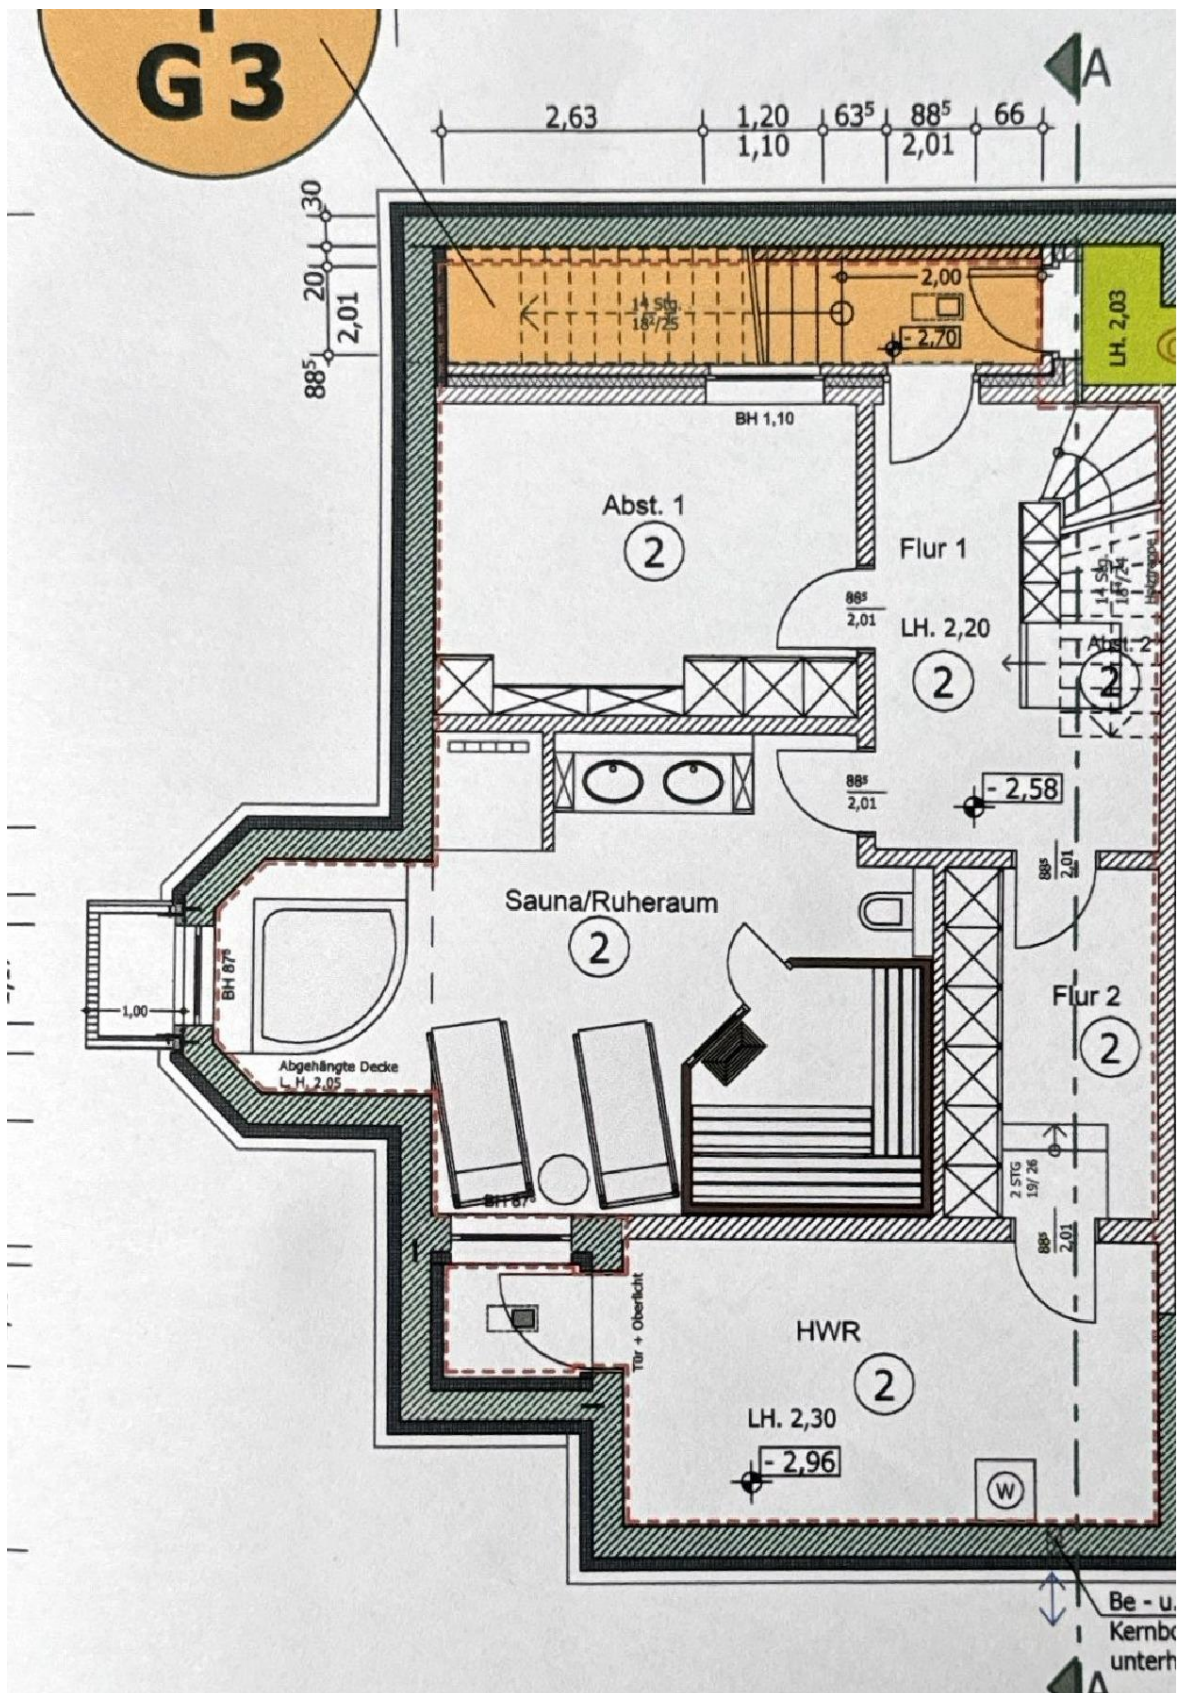 G 3
A
2,63
1,20
63⁵
88⁵
66
1,10
2,01
30
20
2,01
88⁵
2,00
14 Stg.
18²/25
- 2,70
LH. 2,03
BH 1,10
Abst. 1
2
Flur 1
88⁵
2,01
LH. 2,20
2
14 Stg.
Abst. 2
2
88⁵
2,01
- 2,58
88⁵
2,01
Sauna/Ruheraum
2
BH 87⁵
1,00
Flur 2
2
Abgehängte Decke
L. H. 2,05
2 STG
19/ 26
BH 87⁵
88⁵
2,01
Tür + Oberlicht
HWR
2
LH. 2,30
- 2,96
W
Be - u.
Kernbo
unterh
A